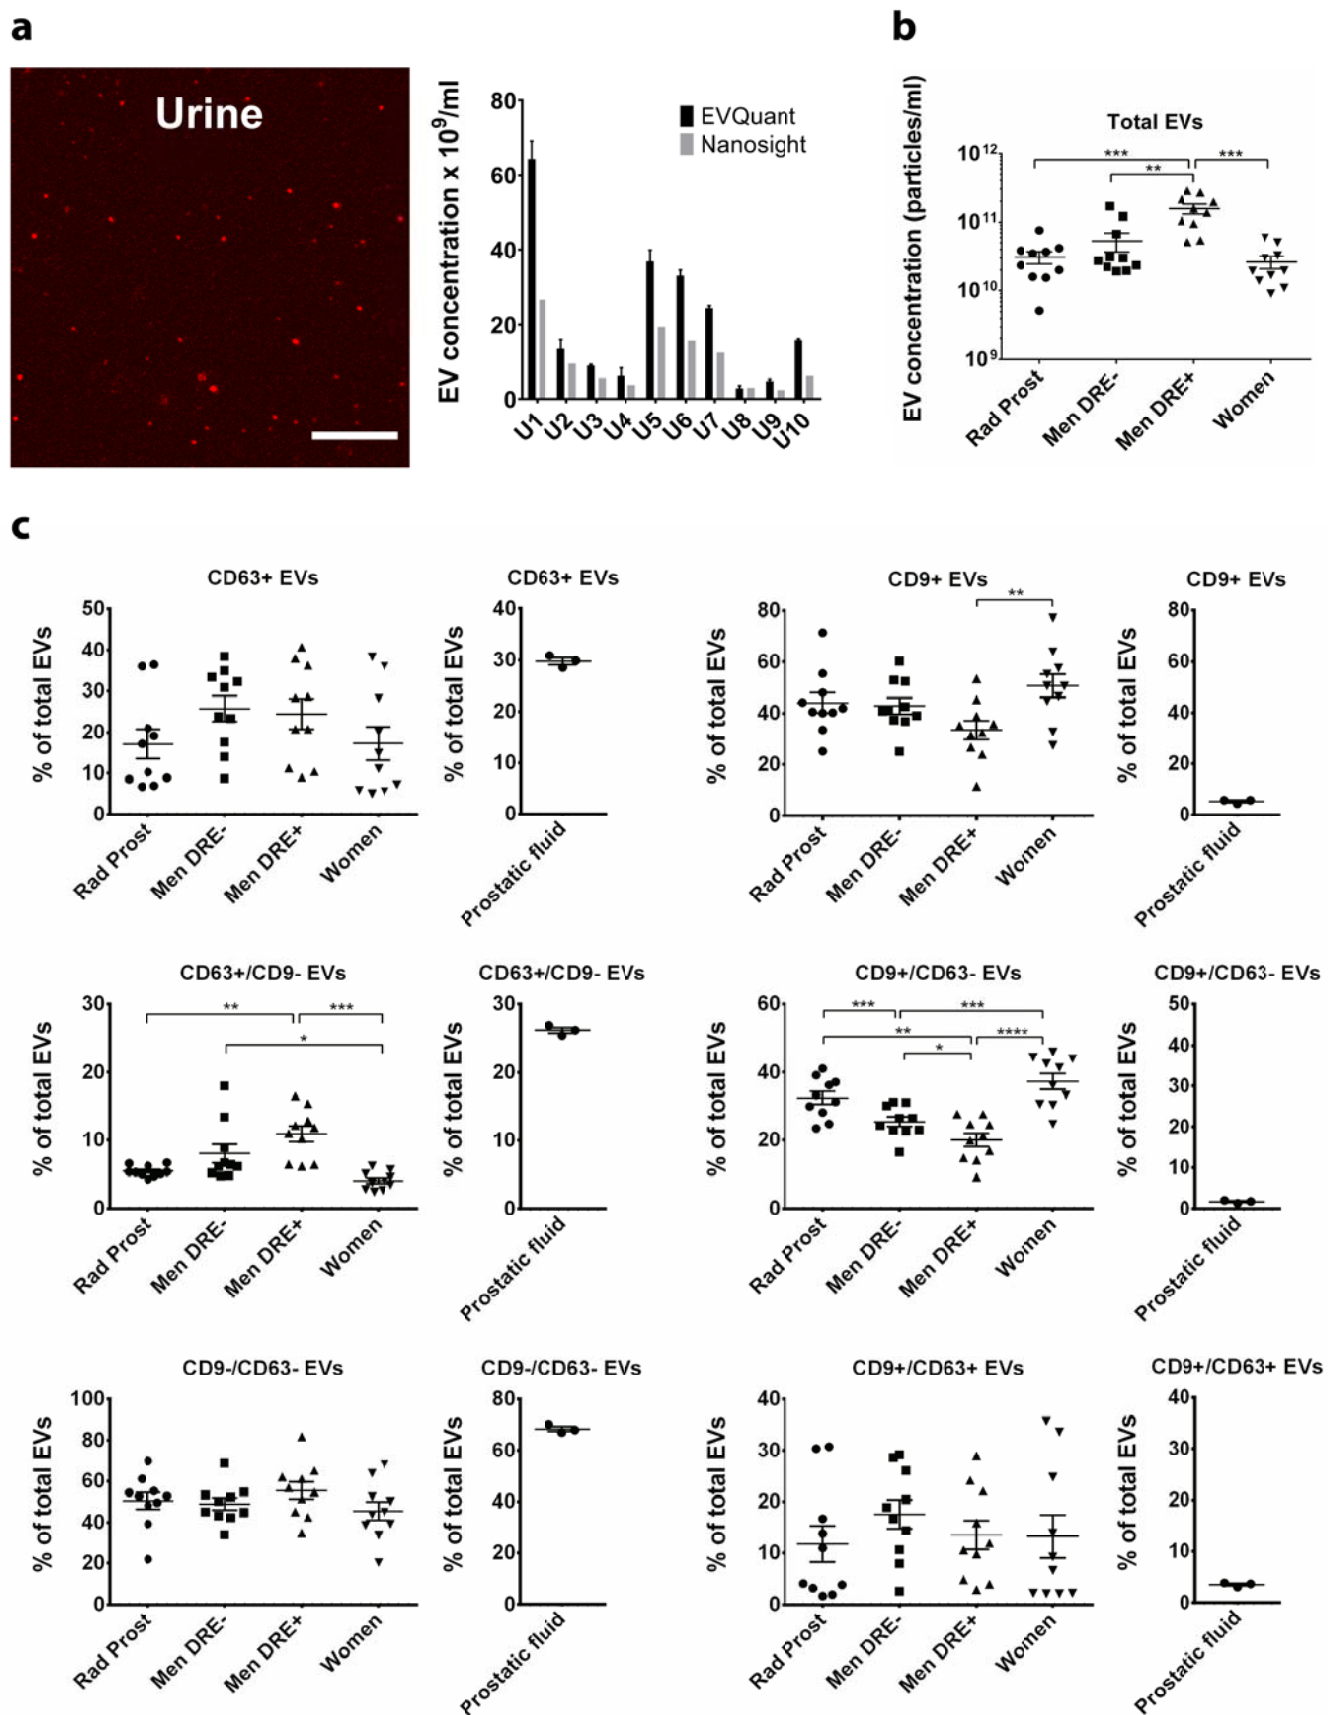 a
Urine
EV concentration x 10⁹/ml
80
60
40
20
0
EVQuant
Nanosight
U1
U2
U3
U4
U5
U6
U7
U8
U9
U10
b
Total EVs
EV concentration (particles/ml)
10¹²
10¹¹
10¹⁰
10⁹
***
**
***
Rad Prost
Men DRE-
Men DRE+
Women
c
CD63+ EVs
% of total EVs
50
40
30
20
10
0
Rad Prost
Men DRE-
Men DRE+
Women
CD63+ EVs
% of total EVs
40
30
20
10
0
Prostatic fluid
CD9+ EVs
% of total EVs
80
60
40
20
0
**
Rad Prost
Men DRE-
Men DRE+
Women
CD9+ EVs
% of total EVs
80
60
40
20
0
Prostatic fluid
CD63+/CD9- EVs
% of total EVs
30
20
10
0
**
***
*
Rad Prost
Men DRE-
Men DRE+
Women
CD63+/CD9- EVs
% of total EVs
30
20
10
0
Prostatic fluid
CD9+/CD63- EVs
% of total EVs
60
40
20
0
***
***
**
****
*
Rad Prost
Men DRE-
Men DRE+
Women
CD9+/CD63- EVs
% of total EVs
50
40
30
20
10
0
Prostatic fluid
CD9-/CD63- EVs
% of total EVs
100
80
60
40
20
0
Rad Prost
Men DRE-
Men DRE+
Women
CD9-/CD63- EVs
% of total EVs
80
60
40
20
0
Prostatic fluid
CD9+/CD63+ EVs
% of total EVs
40
30
20
10
0
Rad Prost
Men DRE-
Men DRE+
Women
CD9+/CD63+ EVs
% of total EVs
40
30
20
10
0
Prostatic fluid